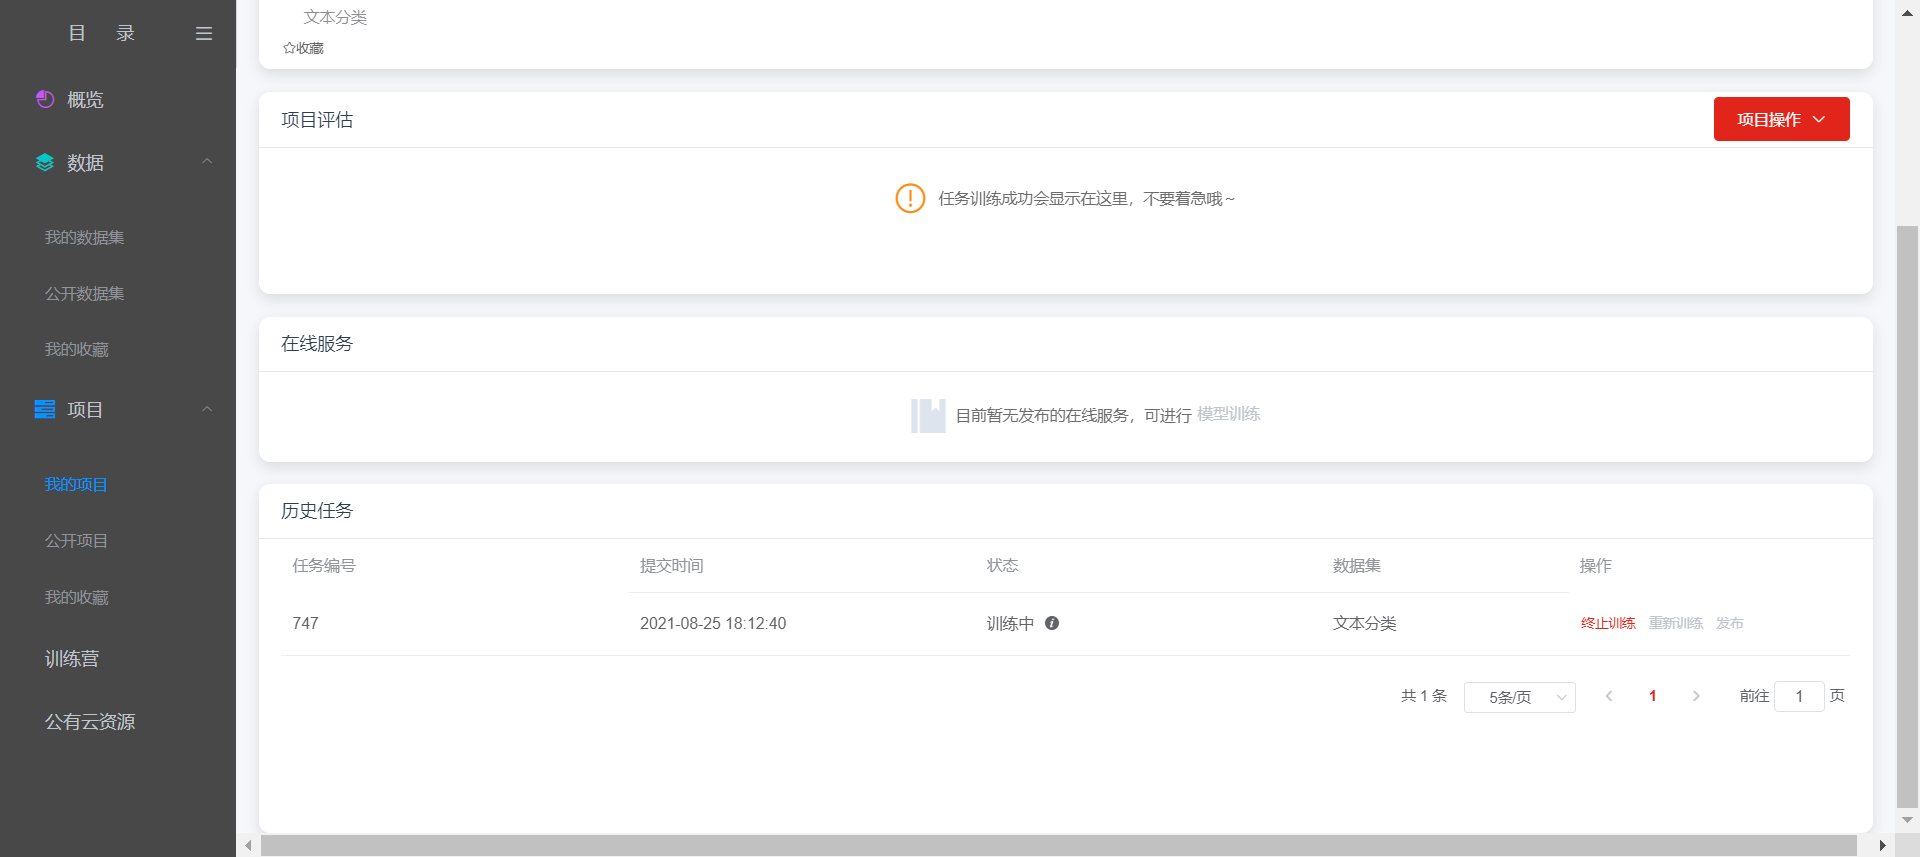 目 录
概览
数据
我的数据集
公开数据集
我的收藏
项目
我的项目
公开项目
我的收藏
训练营
公有云资源
文本分类
收藏
项目评估
项目操作
任务训练成功会显示在这里，不要着急哦~
在线服务
目前暂无发布的在线服务，可进行 模型训练
历史任务
任务编号 提交时间 状态 数据集 操作
747 2021-08-25 18:12:40 训练中 文本分类 终止训练 重新训练 发布
共 1 条 5条/页 1 前往 1 页